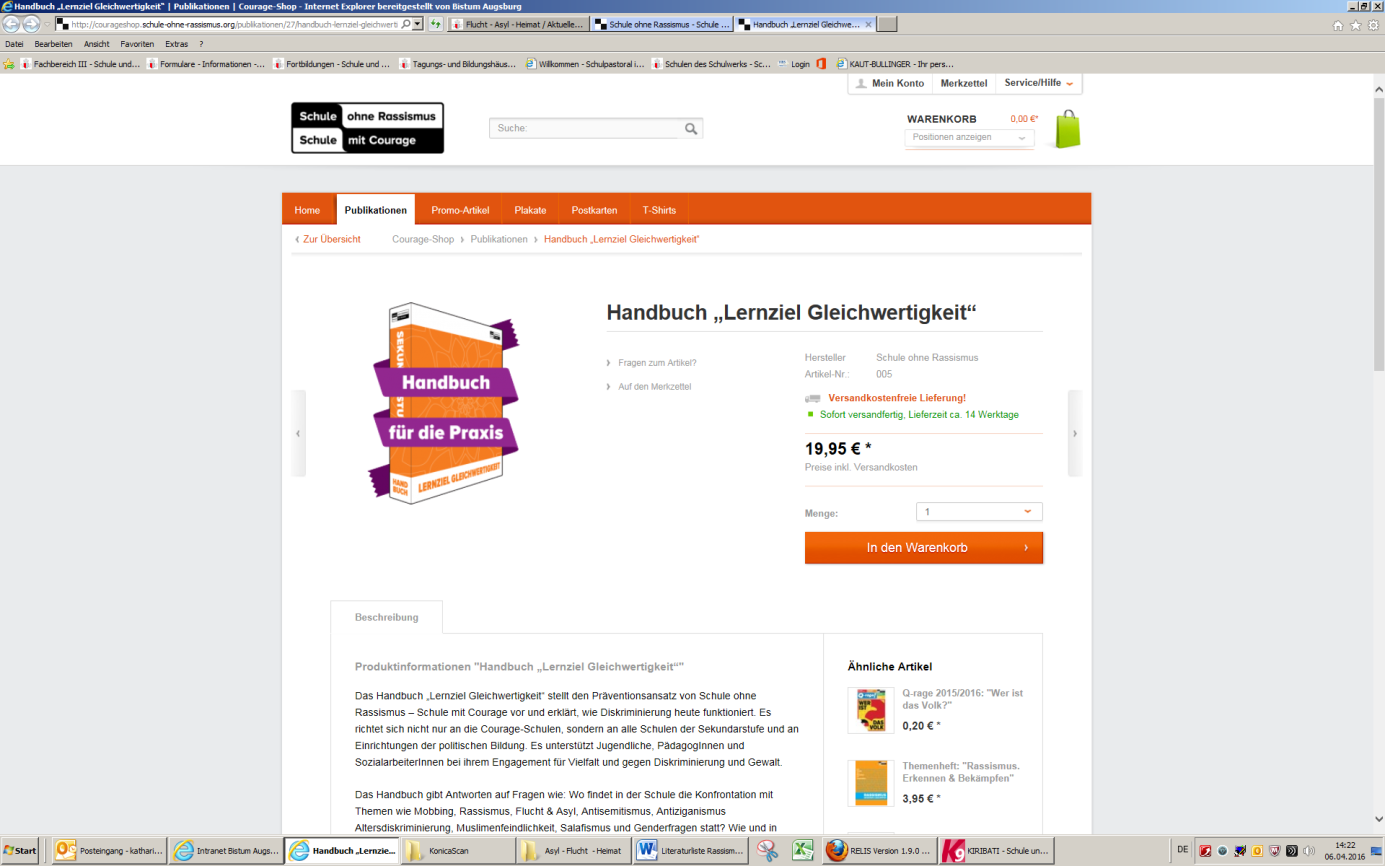 Handbuch „Lernziel Gleichwertigkeit“ | Publikationen | Courage-Shop - Internet Explorer bereitgestellt von Bistum Augsburg
http://courageshop.schule-ohne-rassismus.org/publikationen/27/handbuch-lernziel-gleichwerti
Flucht - Asyl - Heimat / Aktuelle...
Schule ohne Rassismus - Schule ...
Handbuch „Lernziel Gleichwe...
Datei Bearbeiten Ansicht Favoriten Extras ?
Fachbereich III - Schule und... Formulare - Informationen -... Fortbildungen - Schule und ... Tagungs- und Bildungshäus... Willkommen - Schulpastoral i... Schulen des Schulwerks - Sc... Login KAUT-BULLINGER - Ihr pers...
Mein Konto Merkzettel Service/Hilfe
Schule ohne Rassismus
Schule mit Courage
Suche:
WARENKORB 0,00 €*
Positionen anzeigen
Home Publikationen Promo-Artikel Plakate Postkarten T-Shirts
‹ Zur Übersicht Courage-Shop › Publikationen › Handbuch „Lernziel Gleichwertigkeit“
Handbuch
für die Praxis
HAND
BUCH
LERNZIEL GLEICHWERTIGKEIT
Handbuch „Lernziel Gleichwertigkeit“
› Fragen zum Artikel?
› Auf den Merkzettel
Hersteller Schule ohne Rassismus
Artikel-Nr.: 005
Versandkostenfreie Lieferung!
Sofort versandfertig, Lieferzeit ca. 14 Werktage
19,95 € *
Preise inkl. Versandkosten
Menge: 1
In den Warenkorb ›
Beschreibung
Produktinformationen "Handbuch „Lernziel Gleichwertigkeit“"
Das Handbuch „Lernziel Gleichwertigkeit“ stellt den Präventionsansatz von Schule ohne
Rassismus – Schule mit Courage vor und erklärt, wie Diskriminierung heute funktioniert. Es
richtet sich nicht nur an die Courage-Schulen, sondern an alle Schulen der Sekundarstufe und an
Einrichtungen der politischen Bildung. Es unterstützt Jugendliche, PädagogInnen und
SozialarbeiterInnen bei ihrem Engagement für Vielfalt und gegen Diskriminierung und Gewalt.
Das Handbuch gibt Antworten auf Fragen wie: Wo findet in der Schule die Konfrontation mit
Themen wie Mobbing, Rassismus, Flucht & Asyl, Antisemitismus, Antiziganismus
Altersdiskriminierung, Muslimenfeindlichkeit, Salafismus und Genderfragen statt? Wie und in
Ähnliche Artikel
Q-rage 2015/2016: "Wer ist
das Volk?"
0,20 € *
Themenheft: "Rassismus.
Erkennen & Bekämpfen"
3,95 € *
Start
Posteingang - kathari...
Intranet Bistum Augs...
Handbuch „Lernzie...
KonicaScan
Asyl - Flucht - Heimat
Literaturliste Rassism...
RELIS Version 1.9.0 ...
KIRIBATI - Schule un...
DE
14:22
06.04.2016